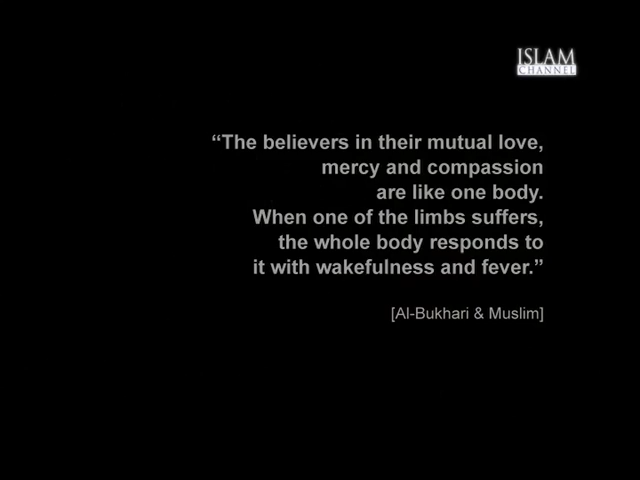 ISLAM
CHANNEL
“The believers in their mutual love,
mercy and compassion
are like one body.
When one of the limbs suffers,
the whole body responds to
it with wakefulness and fever.”
[Al-Bukhari & Muslim]